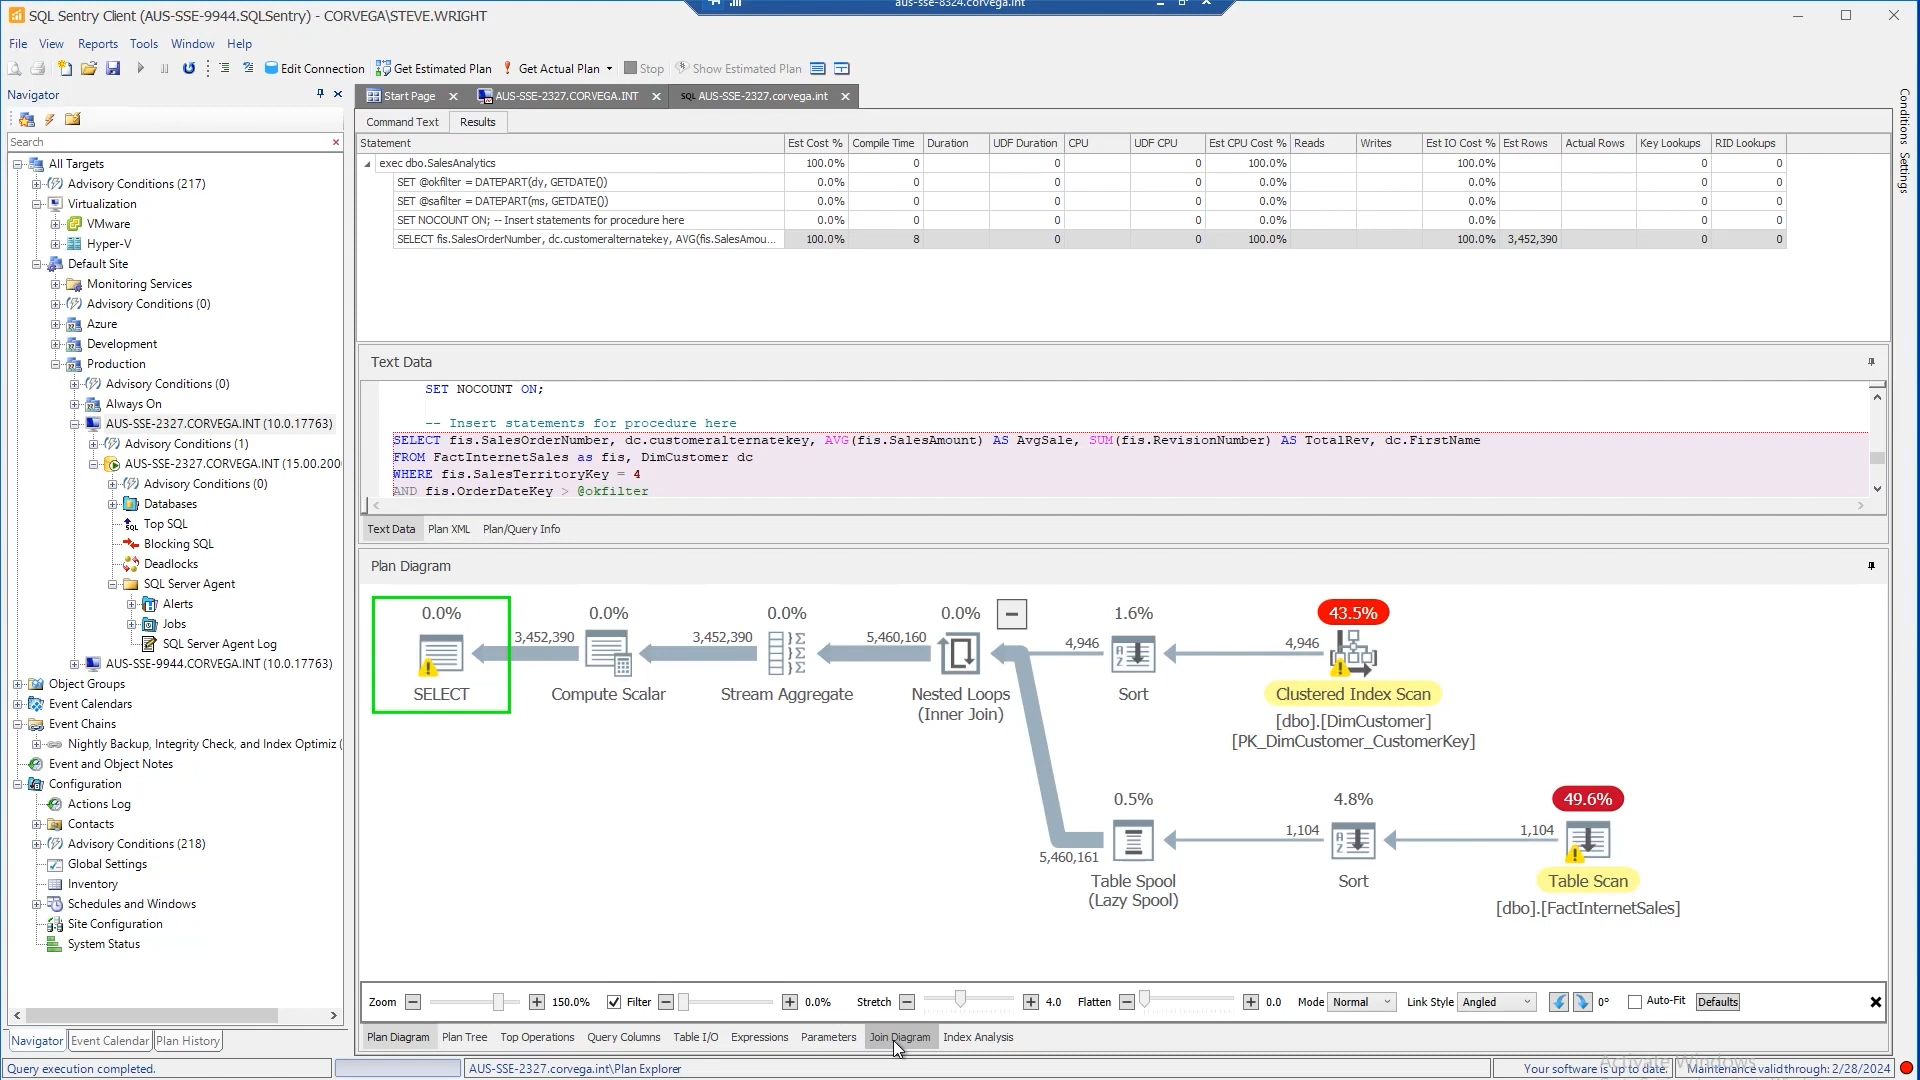 SQL Sentry Client (AUS-SSE-9944.SQLSentry) - CORVEGA\STEVE.WRIGHT
aus-sse-8324.corvega.int
File View Reports Tools Window Help
Edit Connection Get Estimated Plan Get Actual Plan Stop Show Estimated Plan
Navigator
Start Page AUS-SSE-2327.CORVEGA.INT SQL AUS-SSE-2327.corvega.int
Command Text Results
Search
All Targets
Advisory Conditions (217)
Virtualization
VMware
Hyper-V
Default Site
Monitoring Services
Advisory Conditions (0)
Azure
Development
Production
Advisory Conditions (0)
Always On
AUS-SSE-2327.CORVEGA.INT (10.0.17763)
Advisory Conditions (1)
AUS-SSE-2327.CORVEGA.INT (15.00.200
Advisory Conditions (0)
Databases
Top SQL
Blocking SQL
Deadlocks
SQL Server Agent
Alerts
Jobs
SQL Server Agent Log
AUS-SSE-9944.CORVEGA.INT (10.0.17763)
Object Groups
Event Calendars
Event Chains
Nightly Backup, Integrity Check, and Index Optimiz (
Event and Object Notes
Configuration
Actions Log
Contacts
Advisory Conditions (218)
Global Settings
Inventory
Schedules and Windows
Site Configuration
System Status
Navigator Event Calendar Plan History
Statement Est Cost % Compile Time Duration UDF Duration CPU UDF CPU Est CPU Cost % Reads Writes Est IO Cost % Est Rows Actual Rows Key Lookups RID Lookups
exec dbo.SalesAnalytics 100.0% 0 0 0 100.0% 100.0% 0 0
SET @okfilter = DATEPART(dy, GETDATE()) 0.0% 0 0 0 0.0% 0.0% 0 0
SET @safilter = DATEPART(ms, GETDATE()) 0.0% 0 0 0 0.0% 0.0% 0 0
SET NOCOUNT ON; -- Insert statements for procedure here 0.0% 0 0 0 0.0% 0.0% 0 0
SELECT fis.SalesOrderNumber, dc.customeralternatekey, AVG(fis.SalesAmou... 100.0% 8 0 0 100.0% 100.0% 3,452,390 0 0
Conditions Settings
Text Data
SET NOCOUNT ON;
-- Insert statements for procedure here
SELECT fis.SalesOrderNumber, dc.customeralternatekey, AVG(fis.SalesAmount) AS AvgSale, SUM(fis.RevisionNumber) AS TotalRev, dc.FirstName
FROM FactInternetSales as fis, DimCustomer dc
WHERE fis.SalesTerritoryKey = 4
AND fis.OrderDateKey > @okfilter
Text Data Plan XML Plan/Query Info
Plan Diagram
0.0% 0.0% 0.0% 0.0% 1.6% 43.5%
3,452,390 3,452,390 5,460,160 4,946 4,946
SELECT Compute Scalar Stream Aggregate Nested Loops Sort Clustered Index Scan
(Inner Join) [dbo].[DimCustomer]
[PK_DimCustomer_CustomerKey]
0.5% 4.8% 49.6%
5,460,161 1,104 1,104
Table Spool Sort Table Scan
(Lazy Spool) [dbo].[FactInternetSales]
Zoom 150.0% Filter 0.0% Stretch 4.0 Flatten 0.0 Mode Normal Link Style Angled 0° Auto-Fit Defaults
Plan Diagram Plan Tree Top Operations Query Columns Table I/O Expressions Parameters Join Diagram Index Analysis
Activate Windows
Query execution completed. AUS-SSE-2327.corvega.int\Plan Explorer Your software is up to date. Maintenance valid through: 2/28/2024